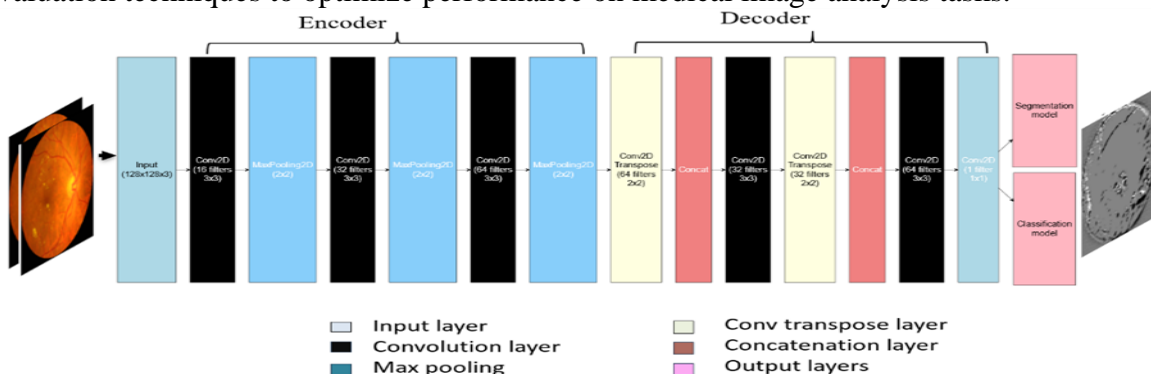 valuation techniques to optimize performance on medical image analysis tasks.
Encoder
Decoder
Input
(128x128x3)
Conv2D
(16 filters
3x3)
MaxPooling2D
(2x2)
Conv2D
(32 filters
3x3)
MaxPooling2D
(2x2)
Conv2D
(64 filters
3x3)
MaxPooling2D
(2x2)
Conv2D
Transpose
(64 filters
2x2)
Concat
Conv2D
(32 filters
3x3)
Conv2D
Transpose
(32 filters
2x2)
Concat
Conv2D
(64 filters
3x3)
Conv2D
(1 filter
1x1)
Segmentation
model
Classification
model
Input layer
Convolution layer
Max pooling
Conv transpose layer
Concatenation layer
Output layers